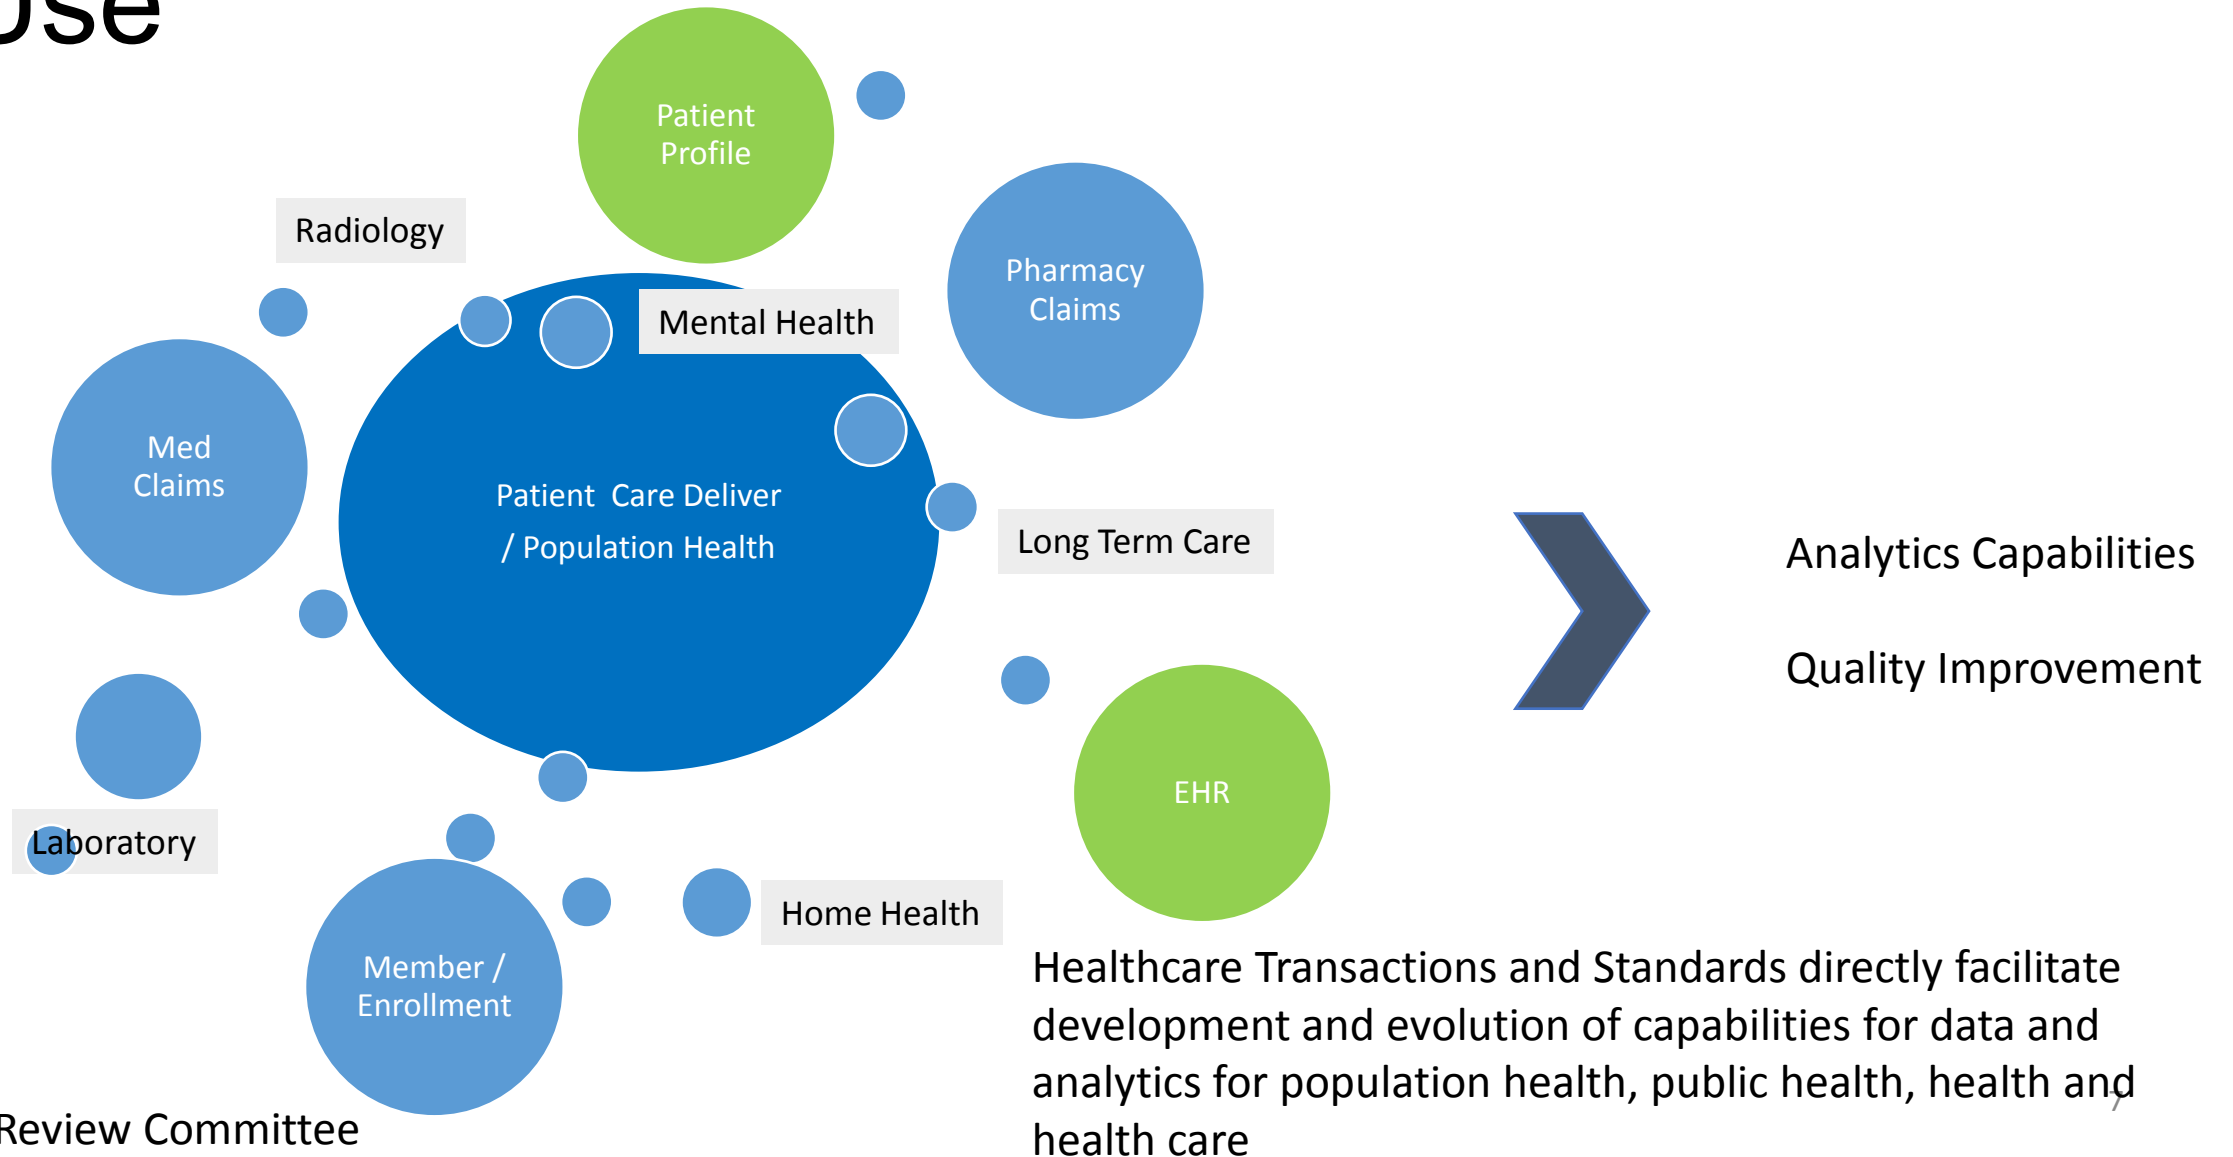 Use
Patient
Profile
Radiology
Pharmacy
Claims
Mental Health
Med
Claims
Patient Care Deliver
/ Population Health
Long Term Care
Analytics Capabilities
Quality Improvement
EHR
Laboratory
Home Health
Member /
Enrollment
Healthcare Transactions and Standards directly facilitate
development and evolution of capabilities for data and
analytics for population health, public health, health and
health care
7
Review Committee